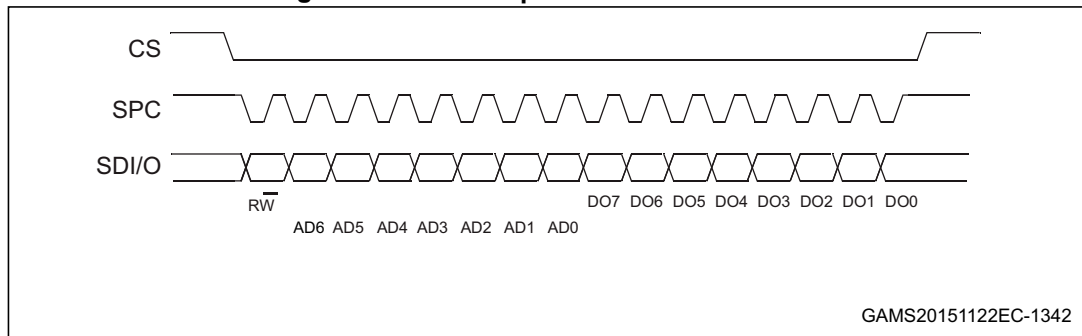 CS
SPC
SDI/O
RW DO7 DO6 DO5 DO4 DO3 DO2 DO1 DO0
AD6 AD5 AD4 AD3 AD2 AD1 AD0
GAMS20151122EC-1342